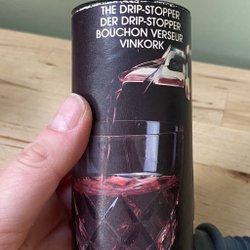 THE DRIP-STOPPER
DER DRIP-STOPPER
BOUCHON VERSEUR
VINKORK